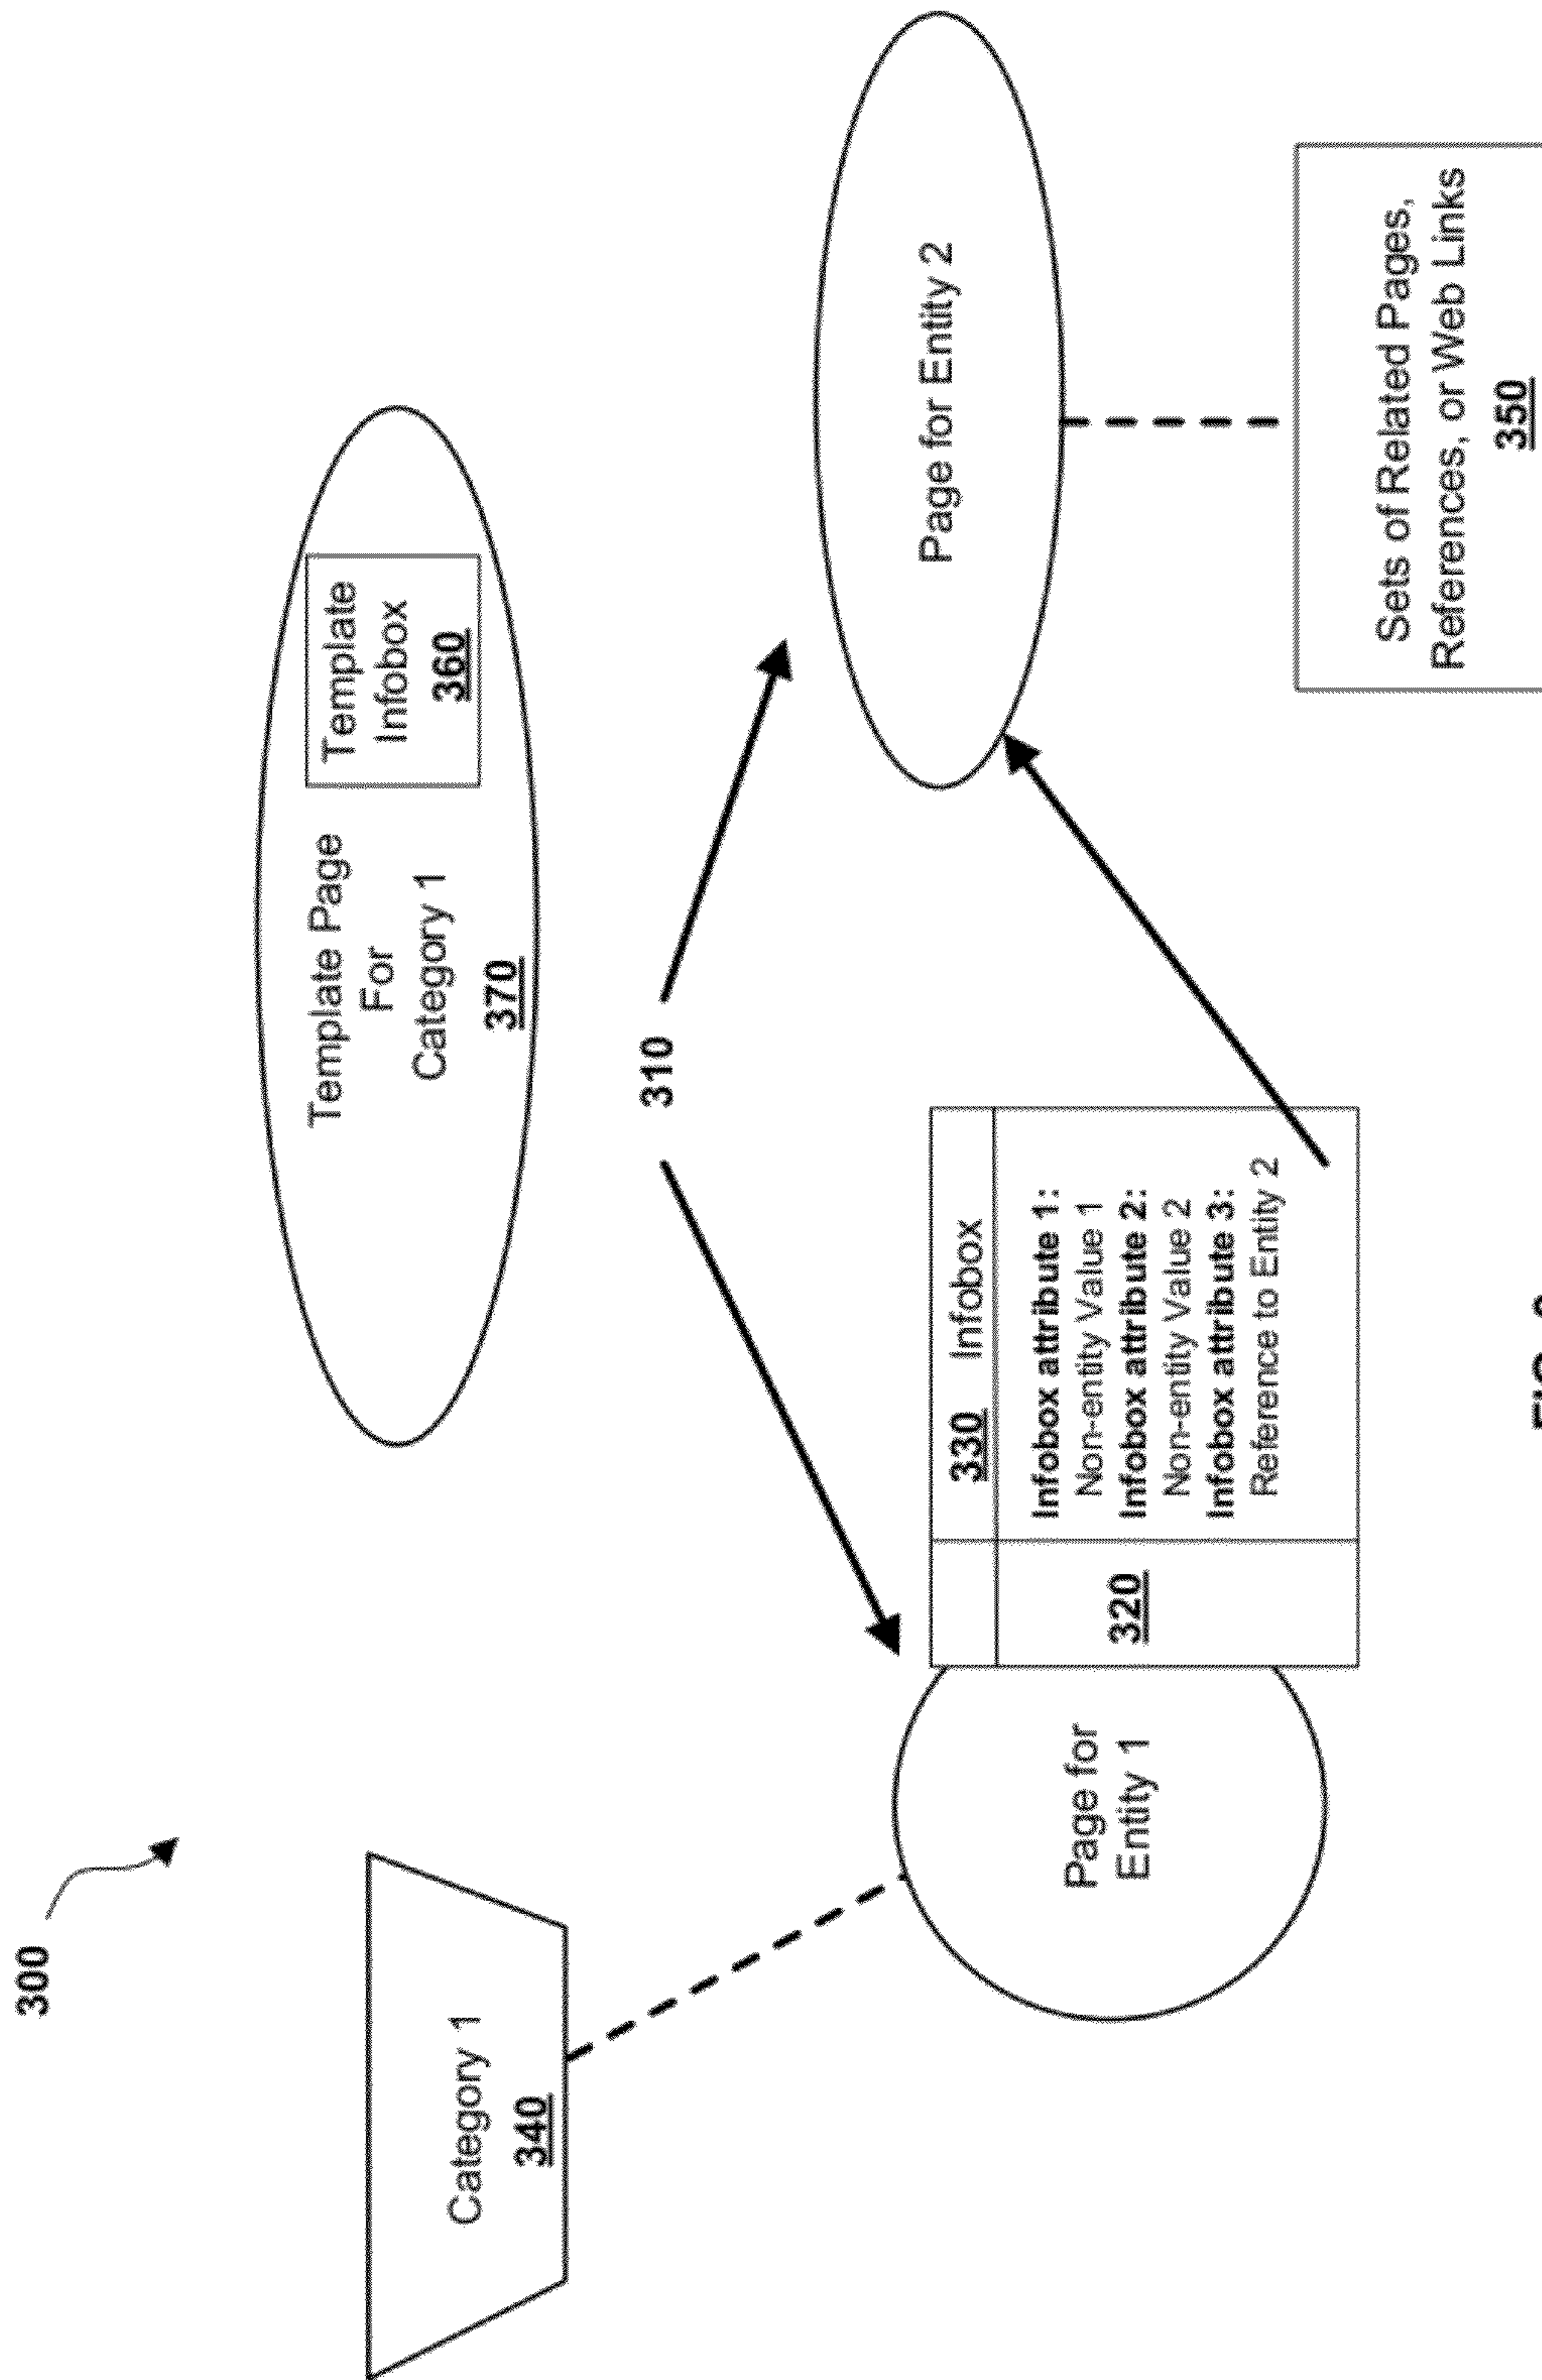 300
Category 1
340
Template Page
For
Category 1
370
Template
Infobox
360
310
Page for
Entity 1
320
330 Infobox
Infobox attribute 1:
Non-entity Value 1
Infobox attribute 2:
Non-entity Value 2
Infobox attribute 3:
Reference to Entity 2
Page for Entity 2
Sets of Related Pages,
References, or Web Links
350